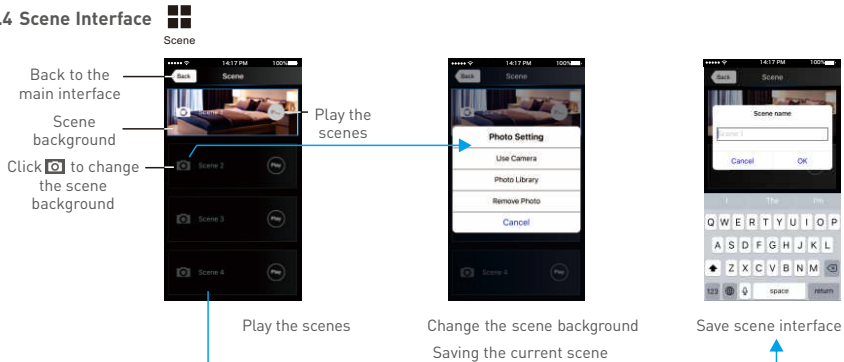 .4 Scene Interface
Scene
Back to the
main interface
Scene
background
Click to change
the scene
background
14:17 PM 100%
Back Scene
Scene 1
Play
Scene 2 Play
Scene 3 Play
Scene 4 Play
Play the
scenes
14:17 PM 100%
Back Scene
Scene 1
Photo Setting
Use Camera
Photo Library
Remove Photo
Cancel
Scene 4 Play
14:17 PM 100%
Back Scene
Scene name
Scene 1
Cancel OK
I The I'm
Q W E R T Y U I O P
A S D F G H J K L
Z X C V B N M
123 space return
Play the scenes
Change the scene background
Save scene interface
Saving the current scene